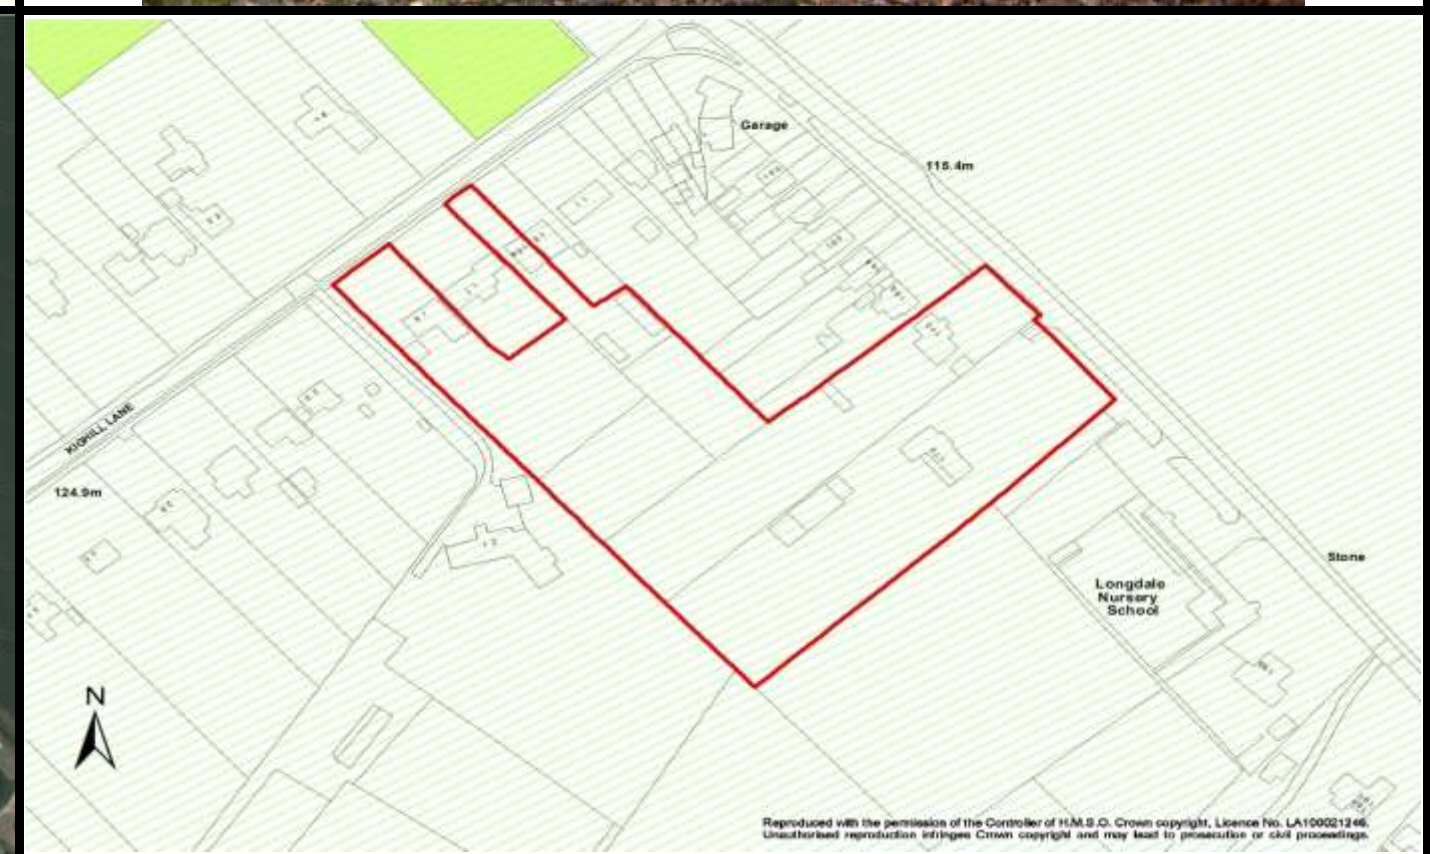 Garage
115.4m
KIGHILL LANE
124.9m
Stone
Longdale
Nursery
School
N
Reproduced with the permission of the Controller of H.M.S.O. Crown copyright, Licence No. LA100021246.
Unauthorised reproduction infringes Crown copyright and may lead to prosecution or civil proceedings.